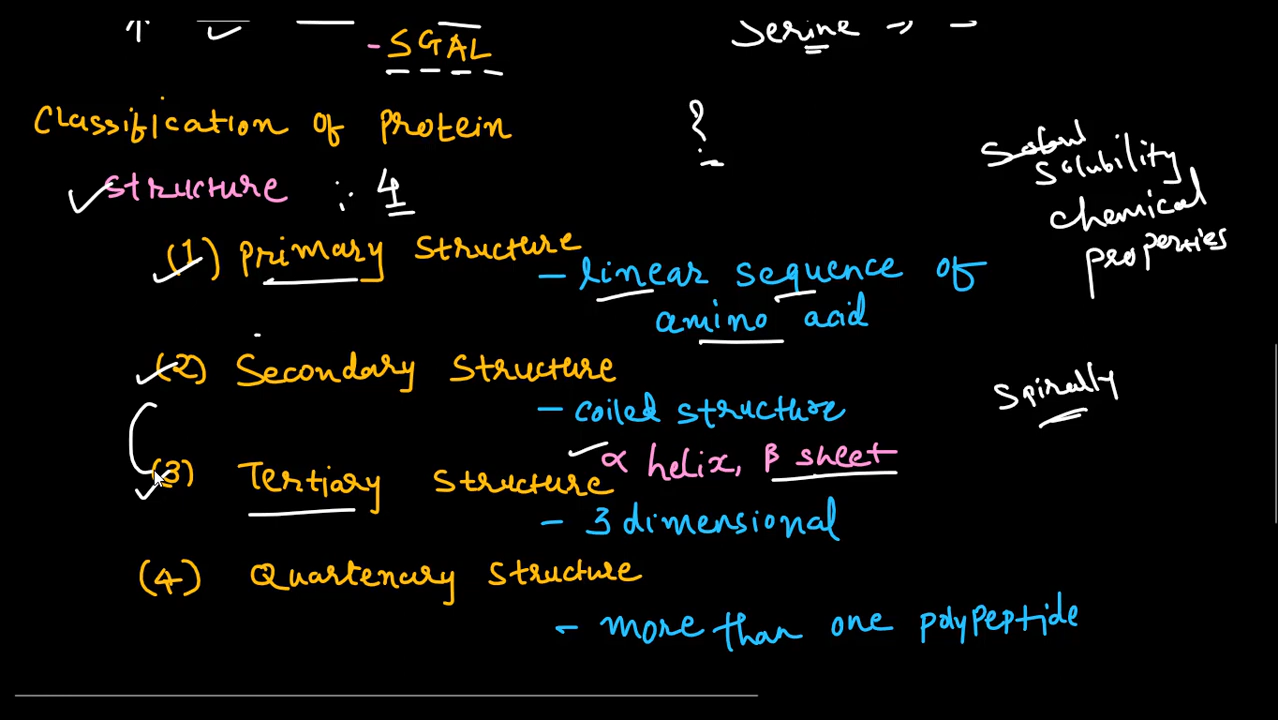 - SGAL
Serine
Classification of protein
?
structure : 4
Solubility
chemical
properties
(1) Primary Structure
- linear sequence of
amino acid
(2) Secondary Structure
- coiled structure
α helix, β sheet
Spirally
(3) Tertiary Structure
- 3 dimensional
(4) Quartenary Structure
- more than one polypeptide